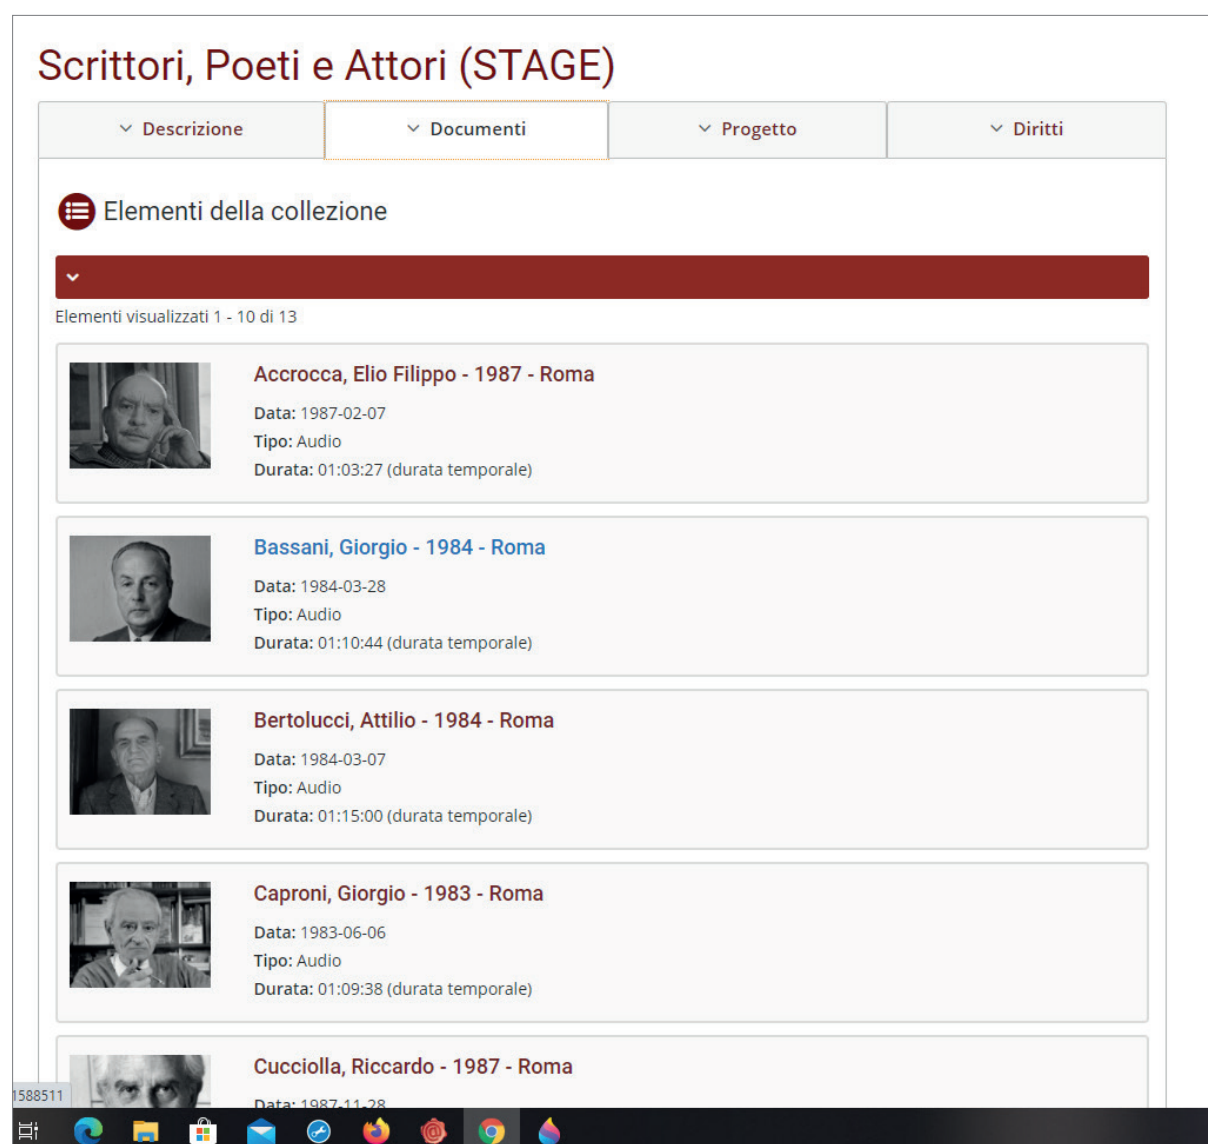 Scrittori, Poeti e Attori (STAGE)
Descrizione
Documenti
Progetto
Diritti
Elementi della collezione
Elementi visualizzati 1 - 10 di 13
Accrocca, Elio Filippo - 1987 - Roma
Data: 1987-02-07
Tipo: Audio
Durata: 01:03:27 (durata temporale)
Bassani, Giorgio - 1984 - Roma
Data: 1984-03-28
Tipo: Audio
Durata: 01:10:44 (durata temporale)
Bertolucci, Attilio - 1984 - Roma
Data: 1984-03-07
Tipo: Audio
Durata: 01:15:00 (durata temporale)
Caproni, Giorgio - 1983 - Roma
Data: 1983-06-06
Tipo: Audio
Durata: 01:09:38 (durata temporale)
Cucciolla, Riccardo - 1987 - Roma
Data: 1987-11-28
1588511